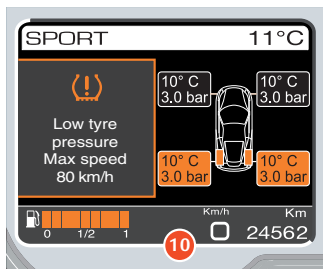 SPORT 11°C
10° C 10° C
3.0 bar 3.0 bar
Low tyre
pressure
Max speed
80 km/h
10° C 10° C
3.0 bar 3.0 bar
Km/h Km
0 1/2 1 24562
10